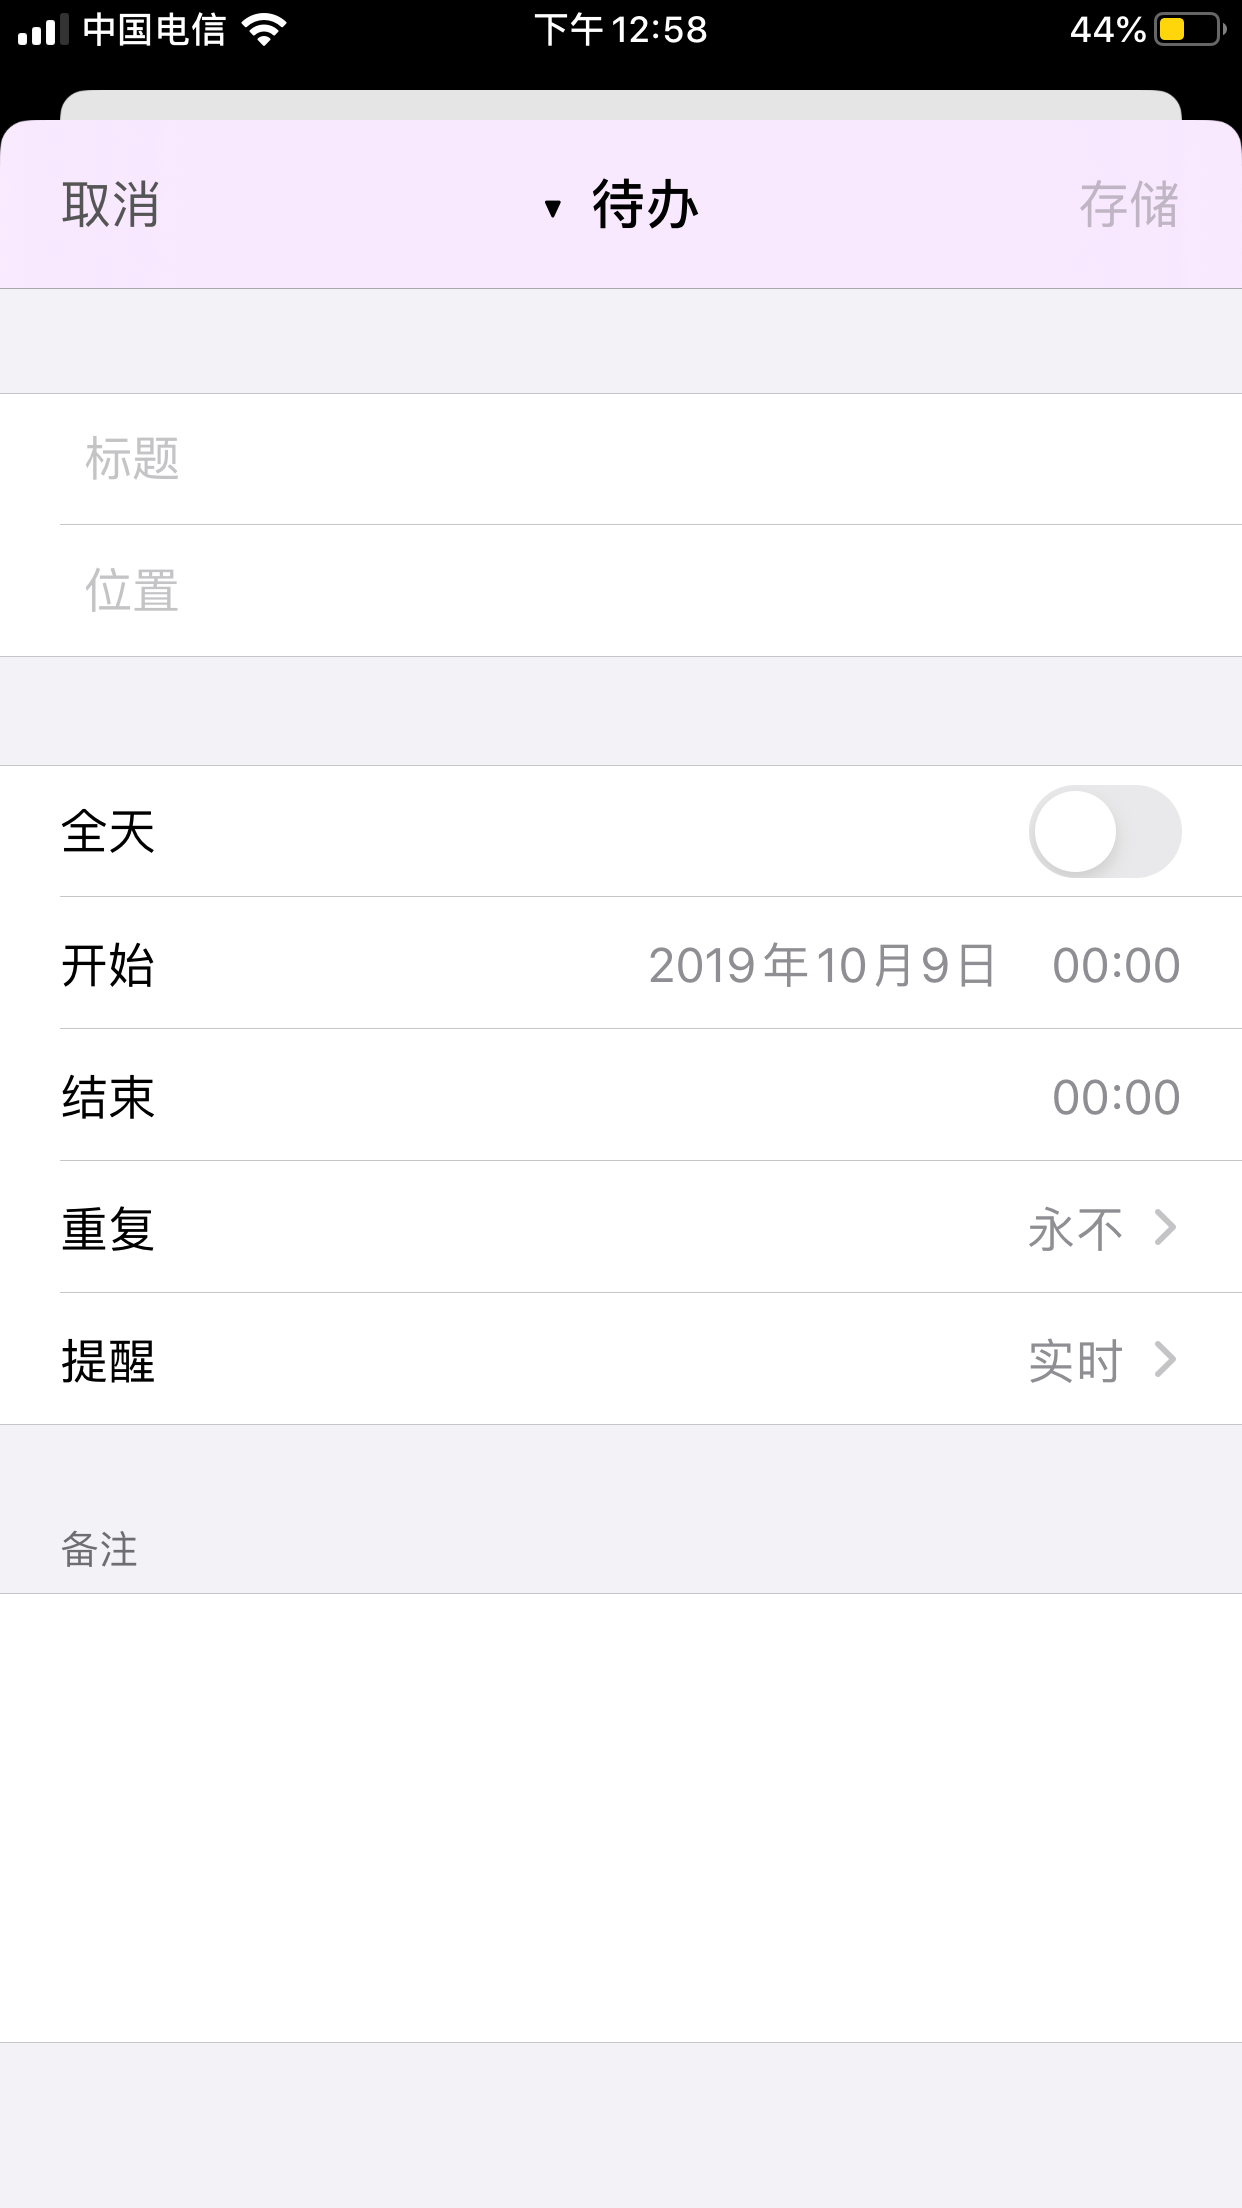 中国电信 下午12:58 44%
取消 ▼ 待办 存储
标题
位置
全天
开始 2019年10月9日 00:00
结束 00:00
重复 永不
提醒 实时
备注